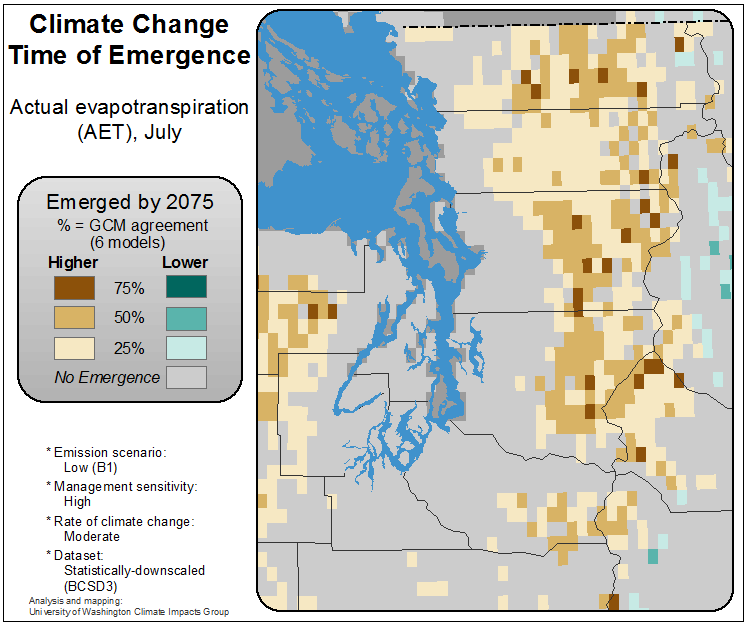 Climate Change
Time of Emergence
Actual evapotranspiration
(AET), July
Emerged by 2075
% = GCM agreement
(6 models)
Higher Lower
75%
50%
25%
No Emergence
* Emission scenario:
Low (B1)
* Management sensitivity:
High
* Rate of climate change:
Moderate
* Dataset:
Statistically-downscaled
(BCSD3)
Analysis and mapping:
University of Washington Climate Impacts Group